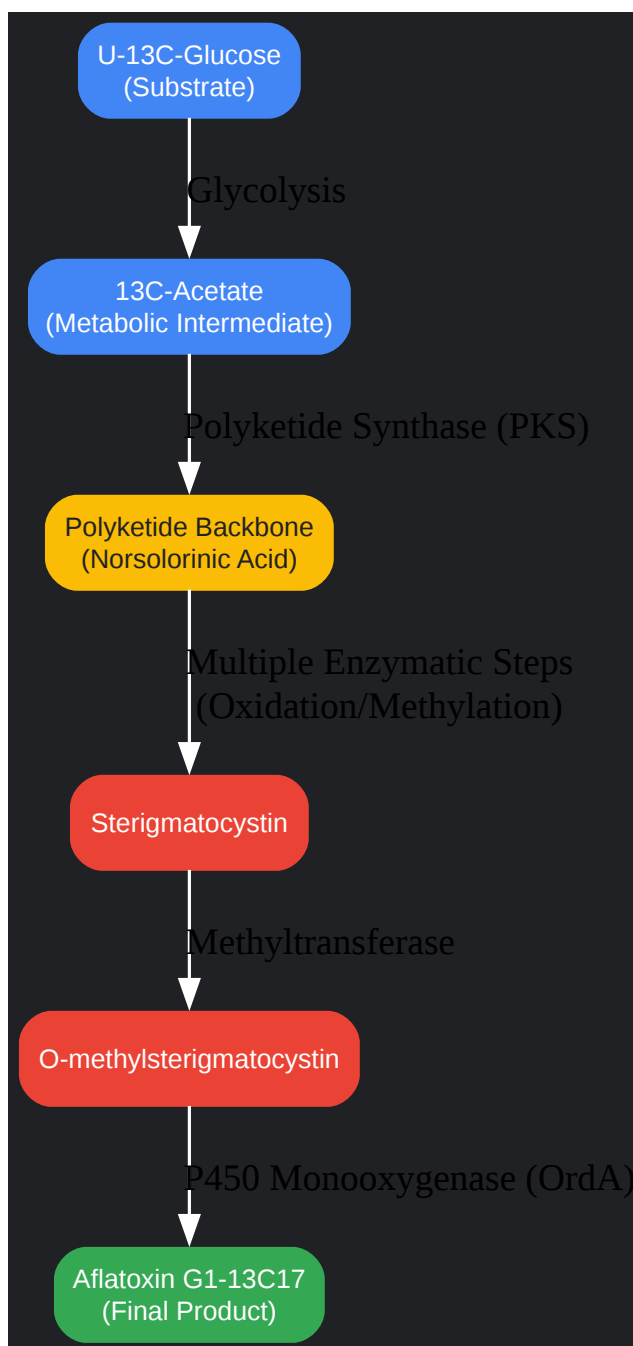 U-13C-Glucose
(Substrate)
Glycolysis
13C-Acetate
(Metabolic Intermediate)
Polyketide Synthase (PKS)
Polyketide Backbone
(Norsolorinic Acid)
Multiple Enzymatic Steps
(Oxidation/Methylation)
Sterigmatocystin
Methyltransferase
O-methylsterigmatocystin
P450 Monooxygenase (OrdA)
Aflatoxin G1-13C17
(Final Product)